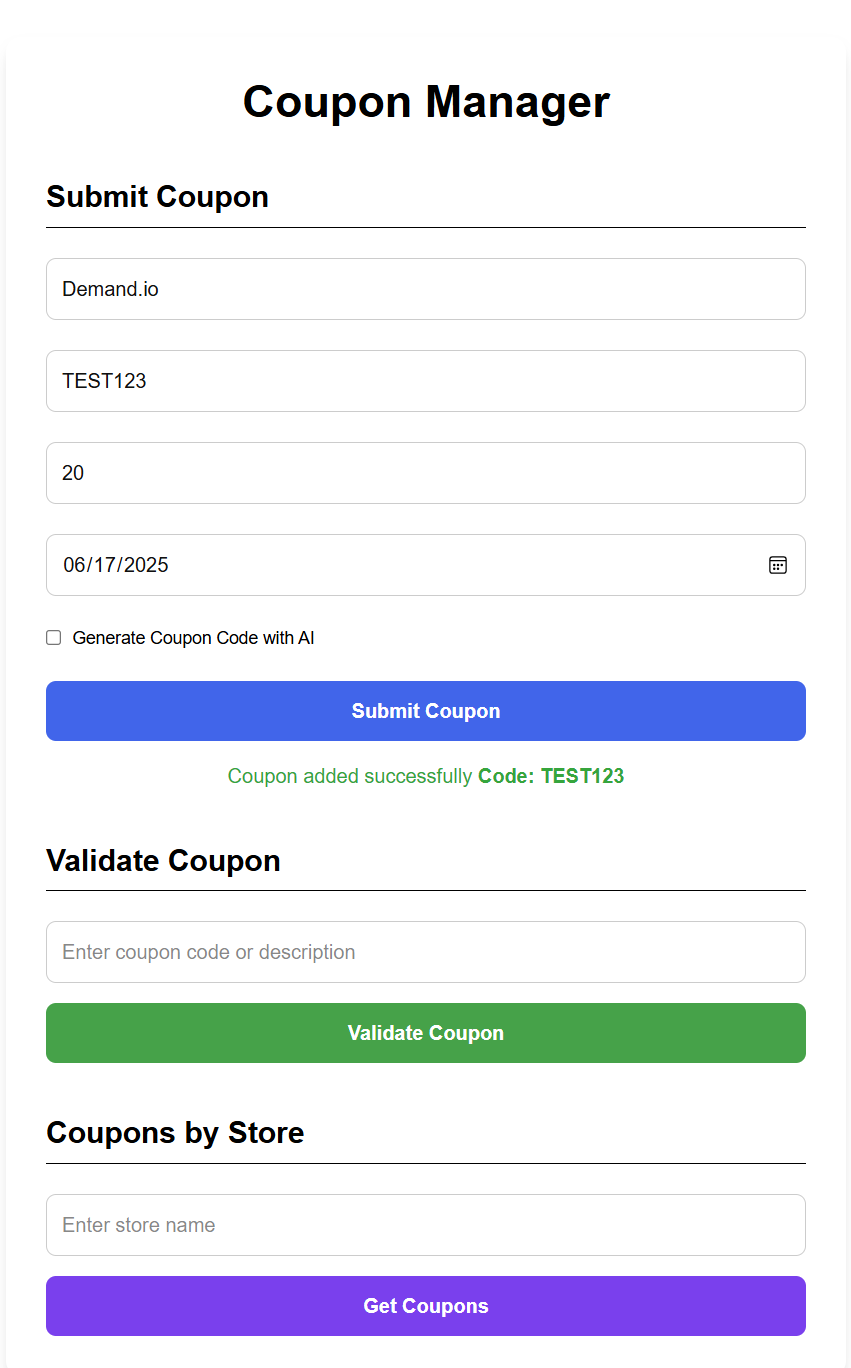 Coupon Manager
Submit Coupon
Demand.io
TEST123
20
06/17/2025
Generate Coupon Code with AI
Submit Coupon
Coupon added successfully Code: TEST123
Validate Coupon
Enter coupon code or description
Validate Coupon
Coupons by Store
Enter store name
Get Coupons